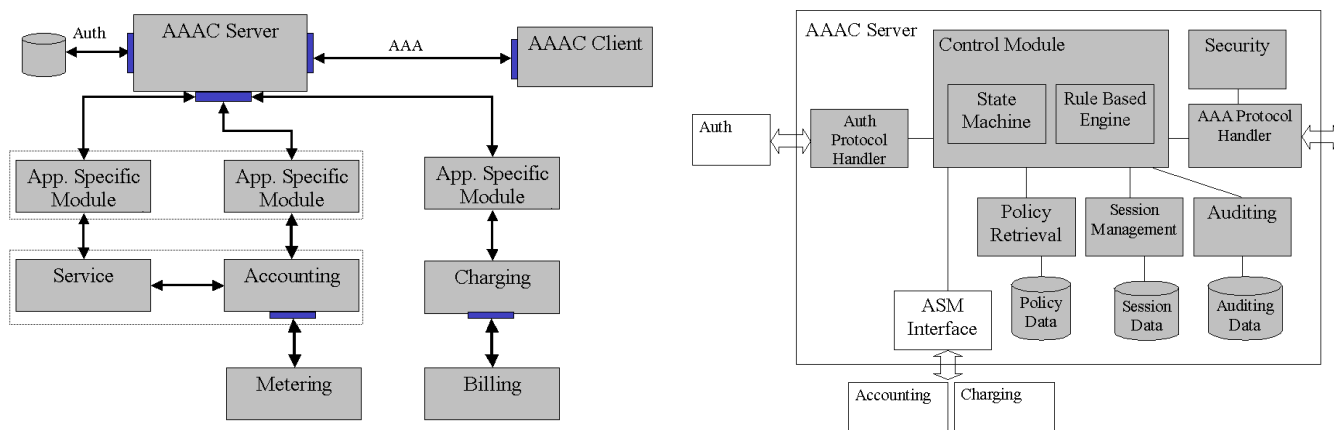 AAAC Server
Auth
AAA
AAAC Client
App. Specific
Module
App. Specific
Module
App. Specific
Module
Service
Accounting
Charging
Metering
Billing
AAAC Server
Control Module
Security
State
Machine
Rule Based
Engine
Auth
Auth
Protocol
Handler
AAA Protocol
Handler
Policy
Retrieval
Session
Management
Auditing
ASM
Interface
Policy
Data
Session
Data
Auditing
Data
Accounting
Charging